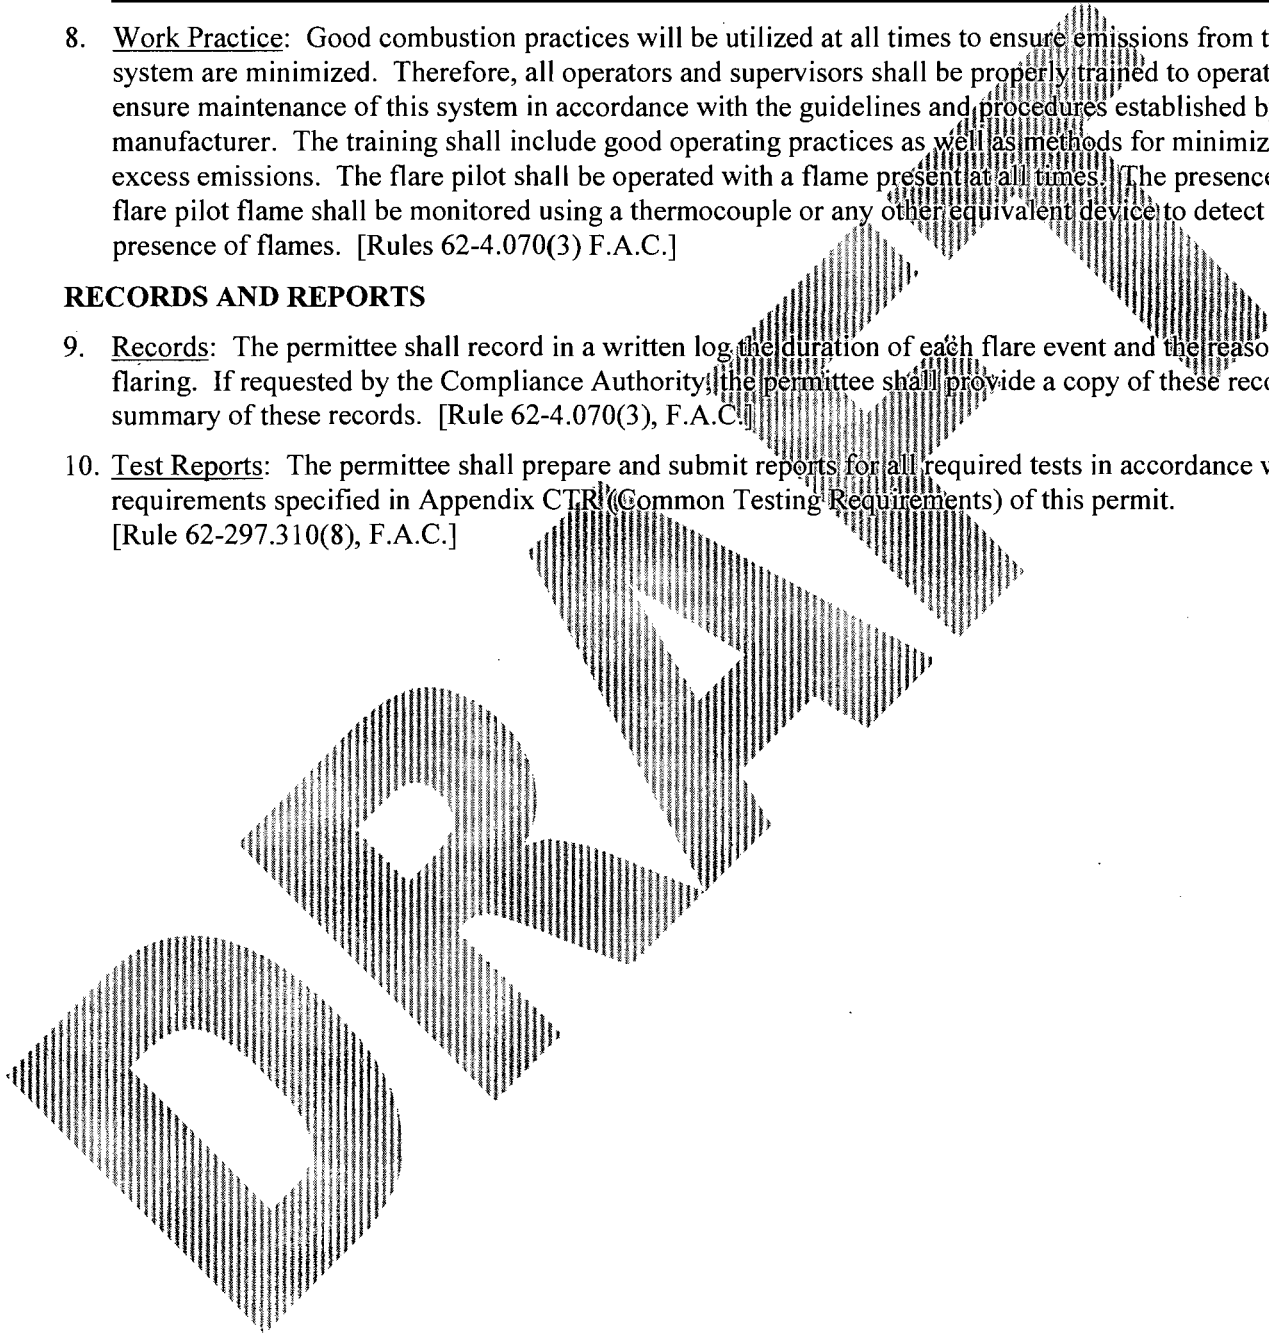 8. Work Practice: Good combustion practices will be utilized at all times to ensure emissions from t
system are minimized. Therefore, all operators and supervisors shall be properly trained to operat
ensure maintenance of this system in accordance with the guidelines and procedures established b
manufacturer. The training shall include good operating practices as well as methods for minimiz
excess emissions. The flare pilot shall be operated with a flame present at all times. The presence
flare pilot flame shall be monitored using a thermocouple or any other equivalent device to detect
presence of flames. [Rules 62-4.070(3) F.A.C.]
RECORDS AND REPORTS
9. Records: The permittee shall record in a written log the duration of each flare event and the reaso
flaring. If requested by the Compliance Authority, the permittee shall provide a copy of these reco
summary of these records. [Rule 62-4.070(3), F.A.C.]
10. Test Reports: The permittee shall prepare and submit reports for all required tests in accordance v
requirements specified in Appendix CTR (Common Testing Requirements) of this permit.
[Rule 62-297.310(8), F.A.C.]
DRAFT